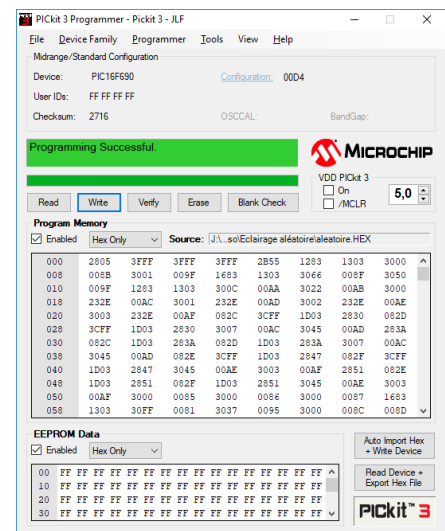 PICkit 3 Programmer - Pickit 3 - JLF
File Device Family Programmer Tools View Help
Midrange/Standard Configuration
Device: PIC16F690 Configuration: 00D4
User IDs: FF FF FF FF
Checksum: 2716 OSCCAL: BandGap:
Programming Successful.
MICROCHIP
VDD PICkit 3
On
/MCLR
5,0
Read Write Verify Erase Blank Check
Program Memory
Enabled Hex Only Source: J:\...so\Eclairage aléatoire\aleatoire.HEX
000 2805 3FFF 3FFF 3FFF 2B55 1283 1303 3000
008 008B 3001 009F 1683 1303 3066 008F 3050
010 009F 1283 1303 300C 00AA 3022 00AB 3000
018 232E 00AC 3001 232E 00AD 3002 232E 00AE
020 3003 232E 00AF 082C 3CFF 1D03 2830 082D
028 3CFF 1D03 2830 3007 00AC 3045 00AD 283A
030 082C 1D03 283A 082D 1D03 283A 3007 00AC
038 3045 00AD 082E 3CFF 1D03 2847 082F 3CFF
040 1D03 2847 3045 00AE 3003 00AF 2851 082E
048 1D03 2851 082F 1D03 2851 3045 00AE 3003
050 00AF 3000 0085 3000 0086 3000 0087 1683
058 1303 30FF 0081 3037 0095 3000 008C 008D
EEPROM Data
Enabled Hex Only
00 FF FF FF FF FF FF FF FF FF FF FF FF FF FF FF FF
10 FF FF FF FF FF FF FF FF FF FF FF FF FF FF FF FF
20 FF FF FF FF FF FF FF FF FF FF FF FF FF FF FF FF
30 FF FF FF FF FF FF FF FF FF FF FF FF FF FF FF FF
Auto Import Hex
+ Write Device
Read Device +
Export Hex File
PICkit™ 3